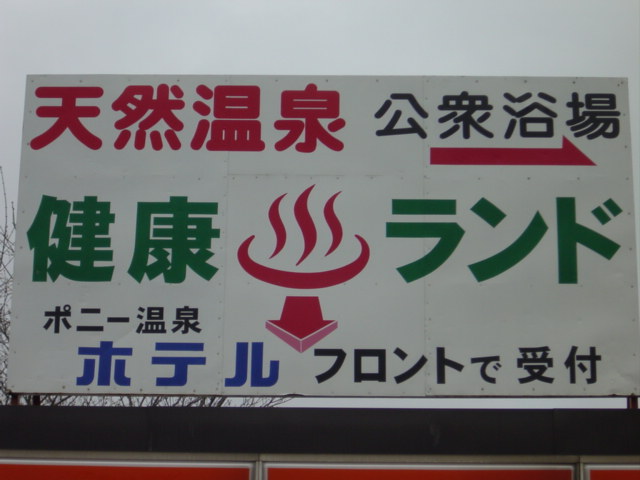 天然温泉 公衆浴場
健康ランド
ポニー温泉
ホテル フロントで受付